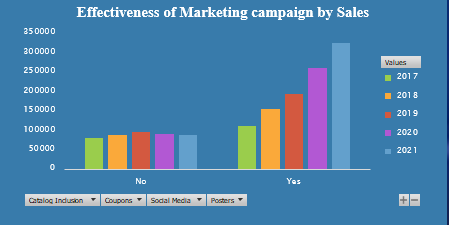 Effectiveness of Marketing campaign by Sales
350000
300000
250000
200000
150000
100000
50000
0
No
Yes
Values
2017
2018
2019
2020
2021
Catalog Inclusion
Coupons
Social Media
Posters
+ −